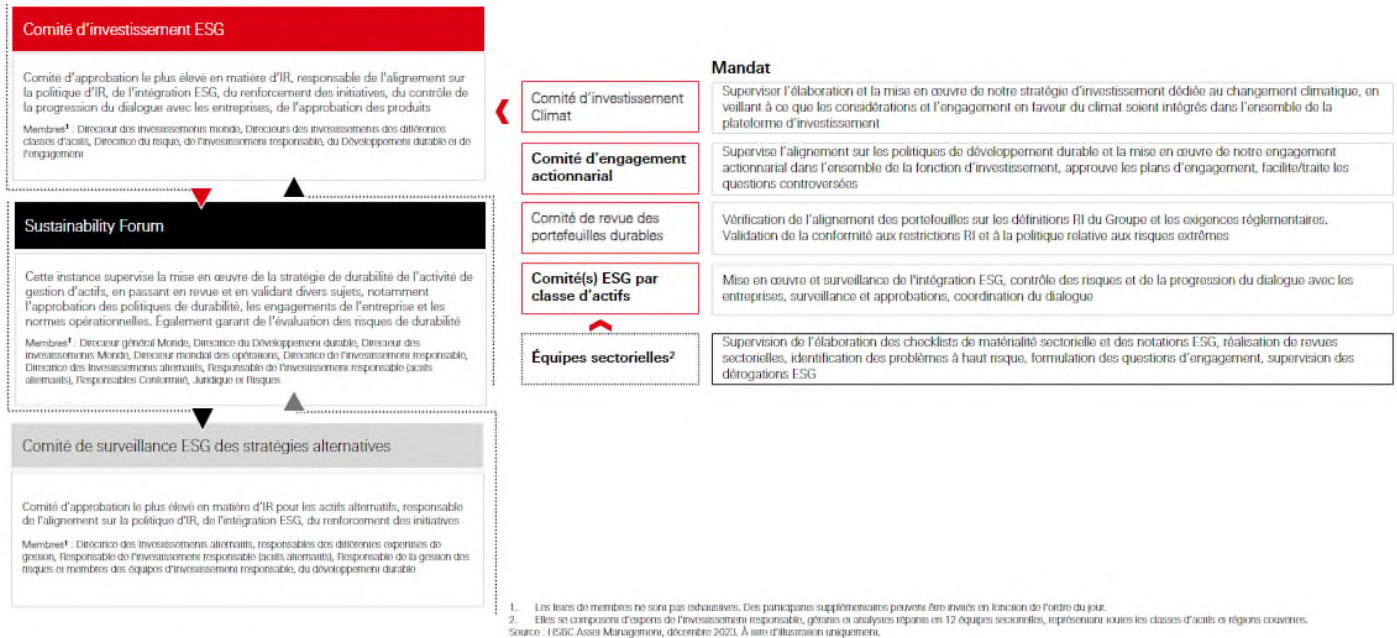 Comité d'investissement ESG
Comité d'approbation le plus élevé en matière d'IR, responsable de l'alignement sur
la politique d'IR, de l'intégration ESG, du renforcement des initiatives, du contrôle de
la progression du dialogue avec les entreprises, de l'approbation des produits
Membres¹ : Directeur des investissements monde, Directeurs des investissements des différentes
classes d'actifs, Directrice du risque, de l'investissement responsable, du Développement durable et de
l'engagement
Sustainability Forum
Cette instance supervise la mise en œuvre de la stratégie de durabilité de l'activité de
gestion d'actifs, en passant en revue et en validant divers sujets, notamment
l'approbation des politiques de durabilité, les engagements de l'entreprise et les
normes opérationnelles. Également garant de l'évaluation des risques de durabilité
Membres¹ : Directeur général Monde, Directrice du Développement durable, Directeur des
investissements Monde, Directeur mondial des opérations, Directrice de l'investissement responsable,
Directrice des Investissements alternatifs, Responsable de l'investissement responsable (actifs
alternatifs), Responsables Conformité, Juridique et Risques
Comité de surveillance ESG des stratégies alternatives
Comité d'approbation le plus élevé en matière d'IR pour les actifs alternatifs, responsable
de l'alignement sur la politique d'IR, de l'intégration ESG, du renforcement des initiatives
Membres¹ : Directrice des Investissements alternatifs, responsables des différentes expertises de
gestion, Responsable de l'investissement responsable (actifs alternatifs), Responsable de la gestion des
risques et membres des équipes d'investissement responsable, du développement durable
Mandat
Comité d'investissement
Climat
Superviser l'élaboration et la mise en œuvre de notre stratégie d'investissement dédiée au changement climatique, en
veillant à ce que les considérations et l'engagement en faveur du climat soient intégrés dans l'ensemble de la
plateforme d'investissement
Comité d'engagement
actionnarial
Supervise l'alignement sur les politiques de développement durable et la mise en œuvre de notre engagement
actionnarial dans l'ensemble de la fonction d'investissement, approuve les plans d'engagement, facilite/traite les
questions controversées
Comité de revue des
portefeuilles durables
Vérification de l'alignement des portefeuilles sur les définitions RI du Groupe et les exigences réglementaires.
Validation de la conformité aux restrictions RI et à la politique relative aux risques extrêmes
Comité(s) ESG par
classe d'actifs
Mise en œuvre et surveillance de l'intégration ESG, contrôle des risques et de la progression du dialogue avec les
entreprises, surveillance et approbations, coordination du dialogue
Équipes sectorielles²
Supervision de l'élaboration des checklists de matérialité sectorielle et des notations ESG, réalisation de revues
sectorielles, identification des problèmes à haut risque, formulation des questions d'engagement, supervision des
dérogations ESG
1. Les listes de membres ne sont pas exhaustives. Des participants supplémentaires peuvent être invités en fonction de l'ordre du jour.
2. Elles se composent d'experts de l'investissement responsable, gérants et analystes répartis en 12 équipes sectorielles, représentant toutes les classes d'actifs et régions couvertes.
Source : HSBC Asset Management, décembre 2023. À titre d'illustration uniquement.